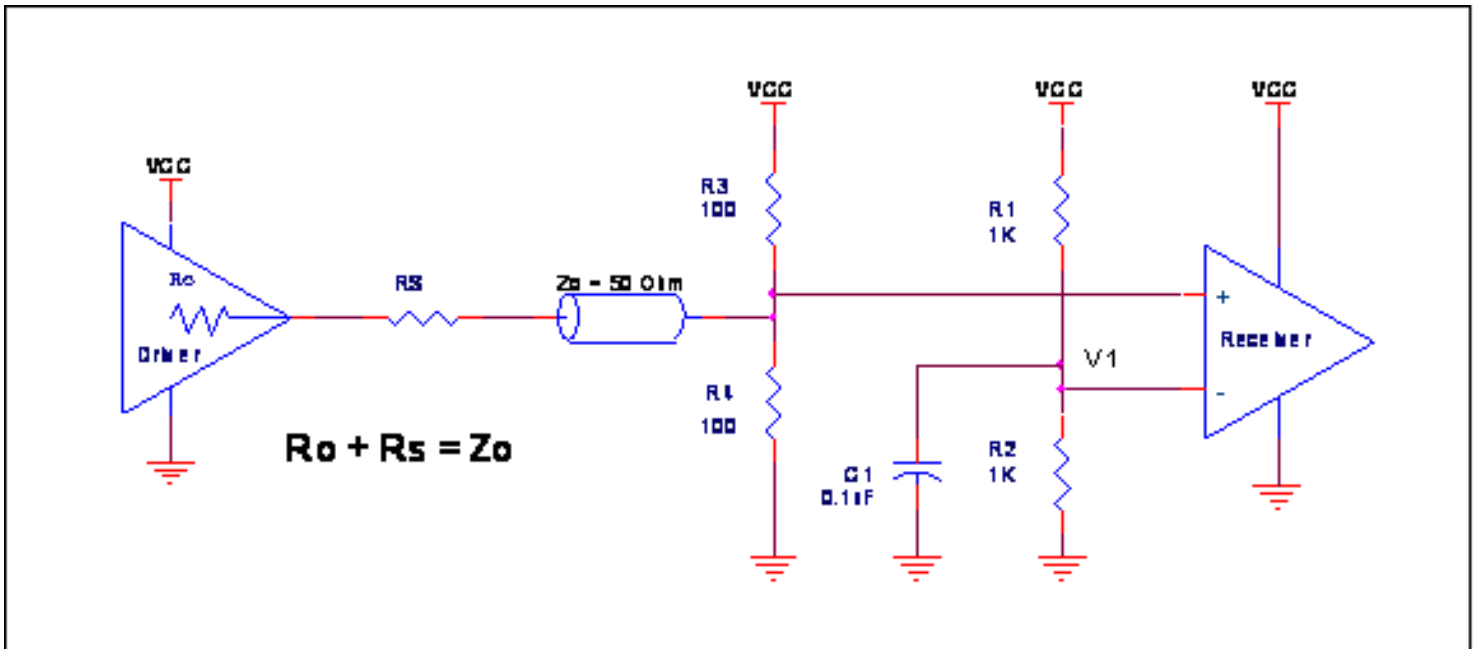 VCC
VCC
VCC
VCC
R3
100
R1
1K
Ro
RS
Zo = 50 Ohm
+
Driver
Receiver
V1
-
R4
100
Ro + Rs = Zo
R2
1K
C1
0.1uF